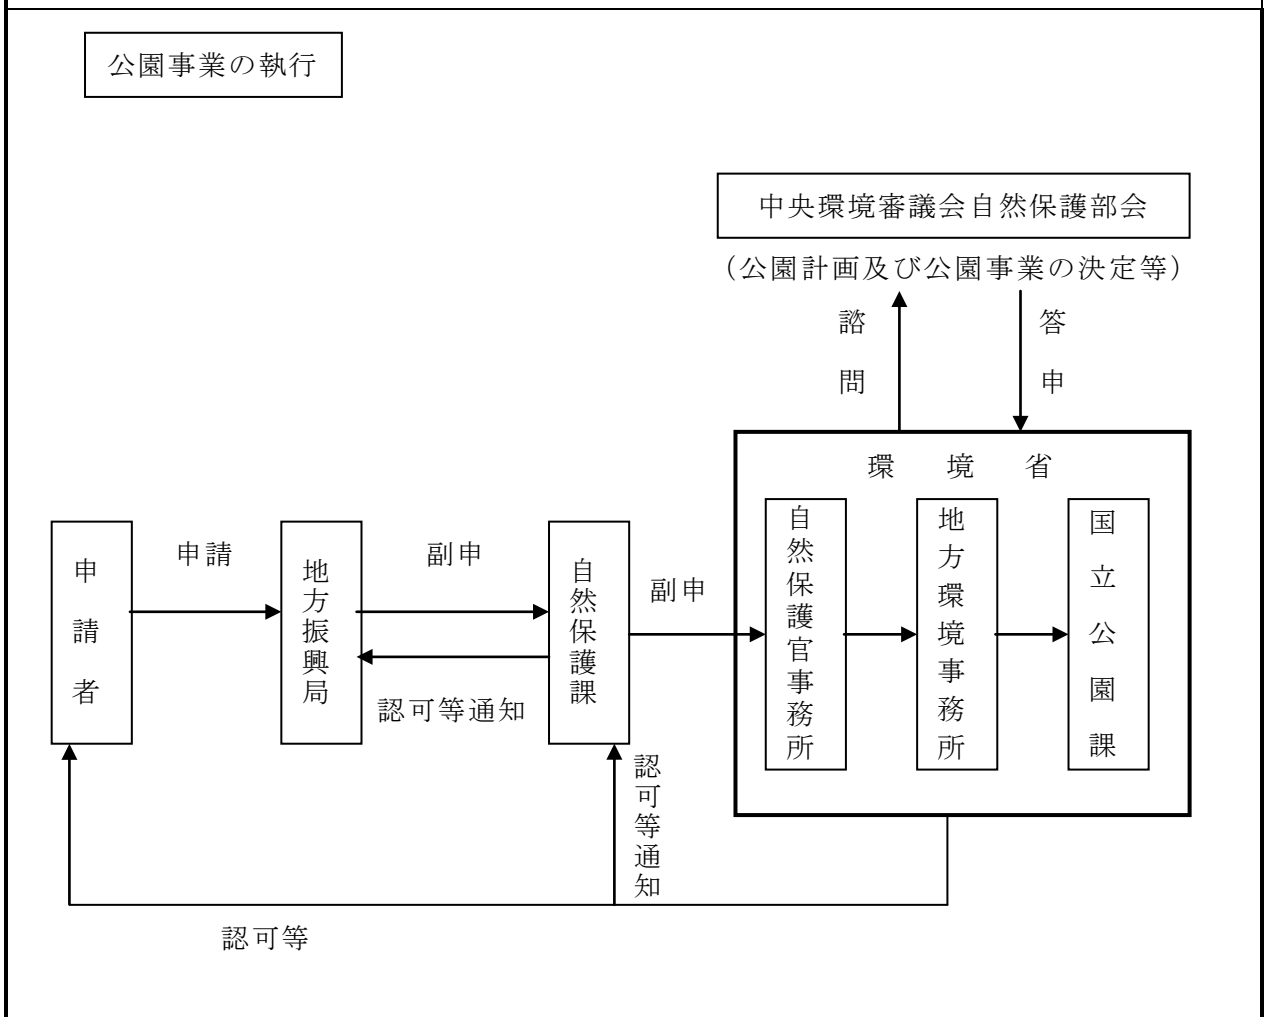 公園事業の執行
中央環境審議会自然保護部会
（公園計画及び公園事業の決定等）
諮問
答申
環境省
申請者
申請
地方振興局
副申
自然保護課
認可等通知
副申
自然保護官事務所
地方環境事務所
国立公園課
認可等通知
認可等